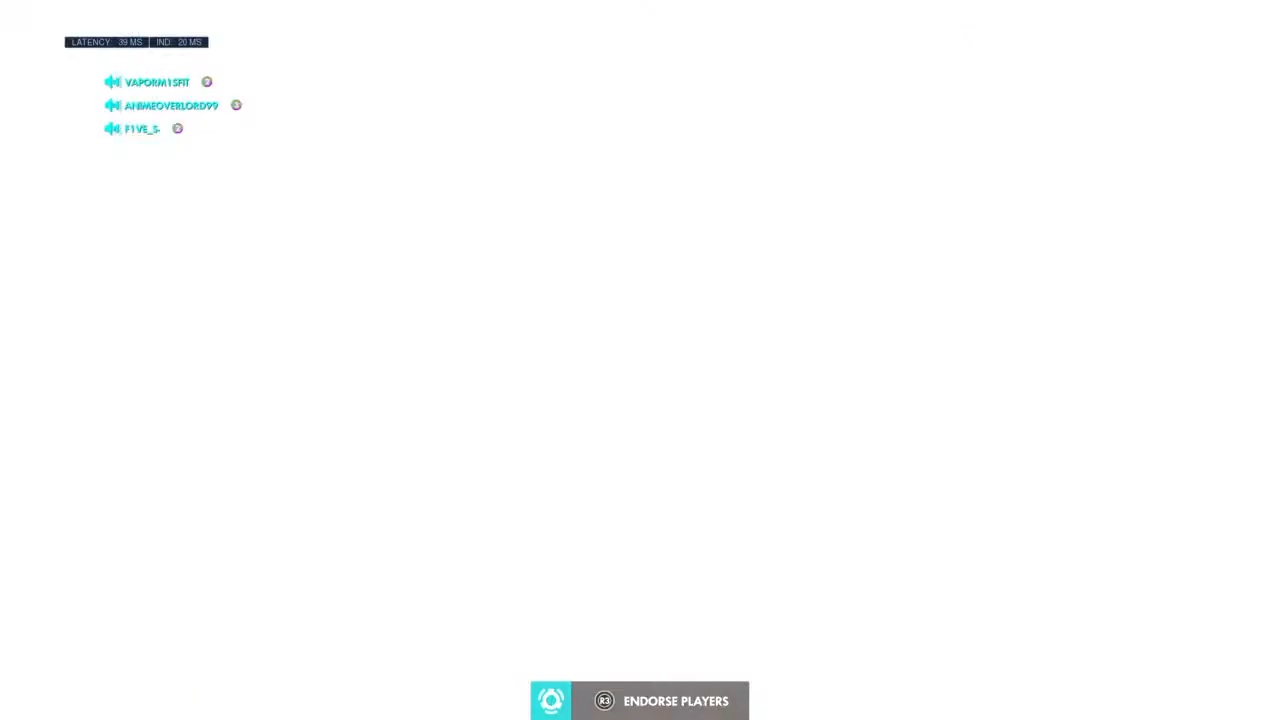 LATENCY: 39 MS | IND: 20 MS
VAPORM1SFIT
ANIMEOVERLORD99
F1VE_S-
R3 ENDORSE PLAYERS